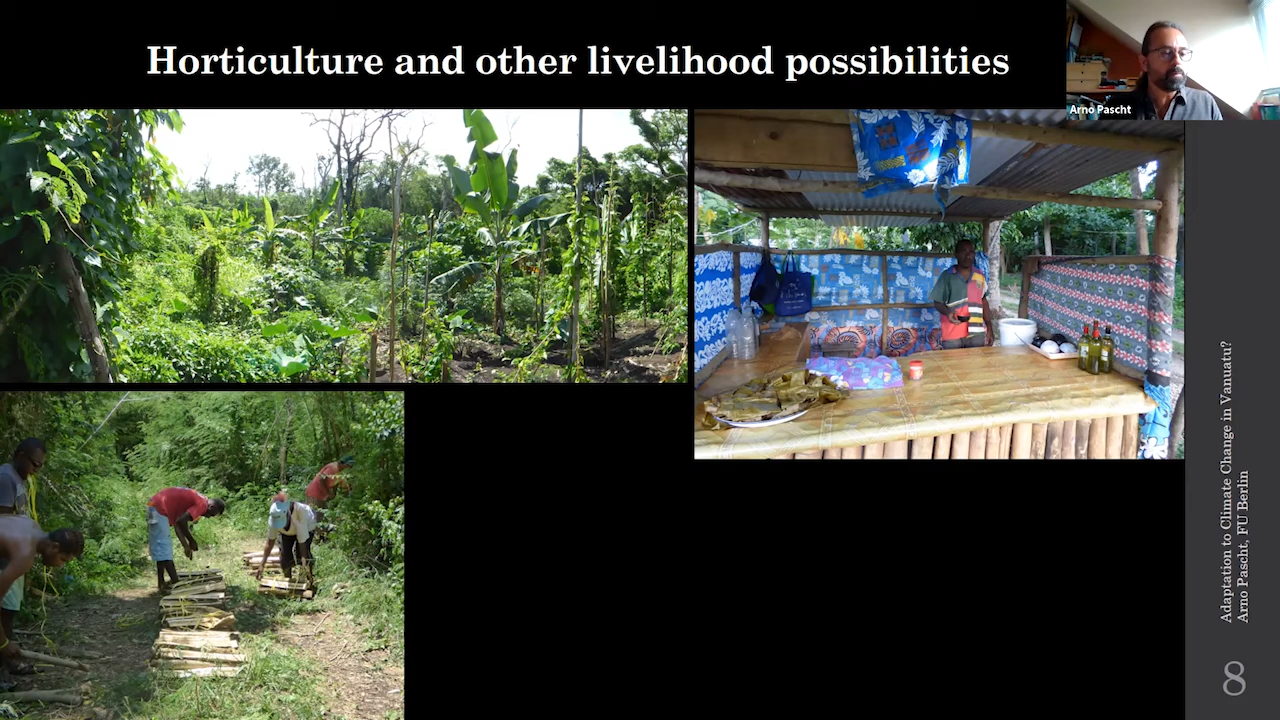 Horticulture and other livelihood possibilities
Arno Pascht
Adaptation to Climate Change in Vanuatu?
Arno Pascht, FU Berlin
8